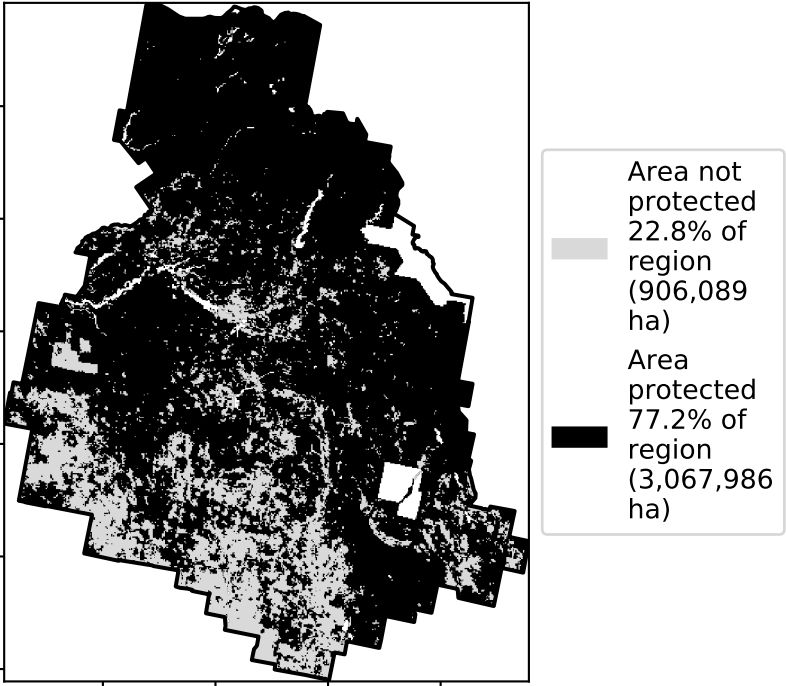 Area not
protected
22.8% of
region
(906,089
ha)
Area
protected
77.2% of
region
(3,067,986
ha)